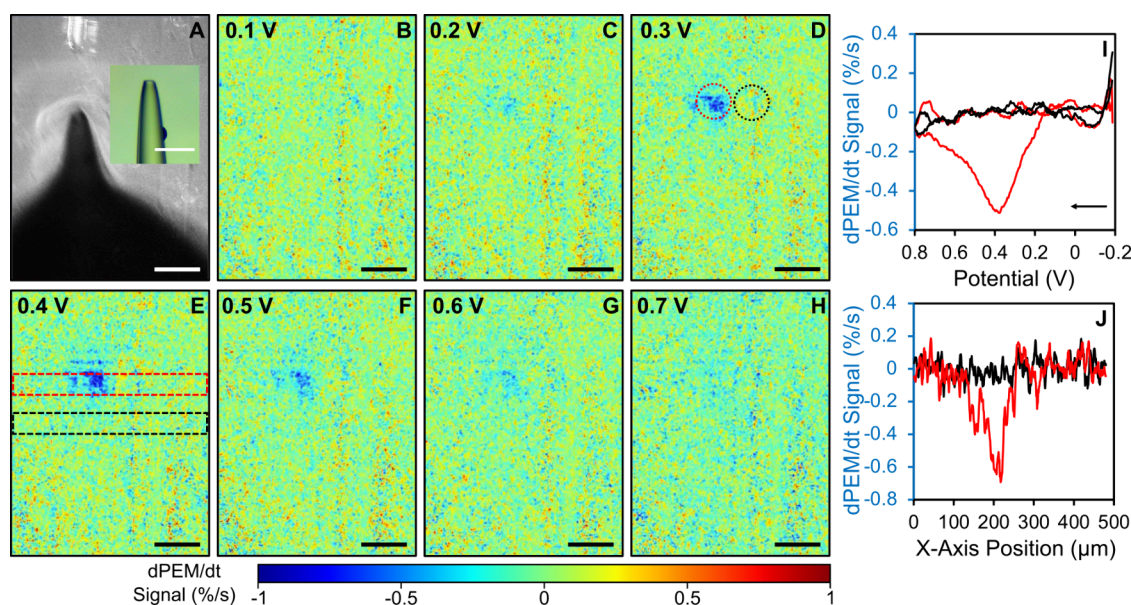 A
0.1 V B
0.2 V C
0.3 V D
0.4 V E
0.5 V F
0.6 V G
0.7 V H
dPEM/dt
Signal (%/s)
-1 -0.5 0 0.5 1
I
dPEM/dt Signal (%/s)
0.4
0.2
0
-0.2
-0.4
-0.6
0.8 0.6 0.4 0.2 0 -0.2
Potential (V)
J
dPEM/dt Signal (%/s)
0.4
0.2
0
-0.2
-0.4
-0.6
-0.8
0 100 200 300 400 500
X-Axis Position (μm)